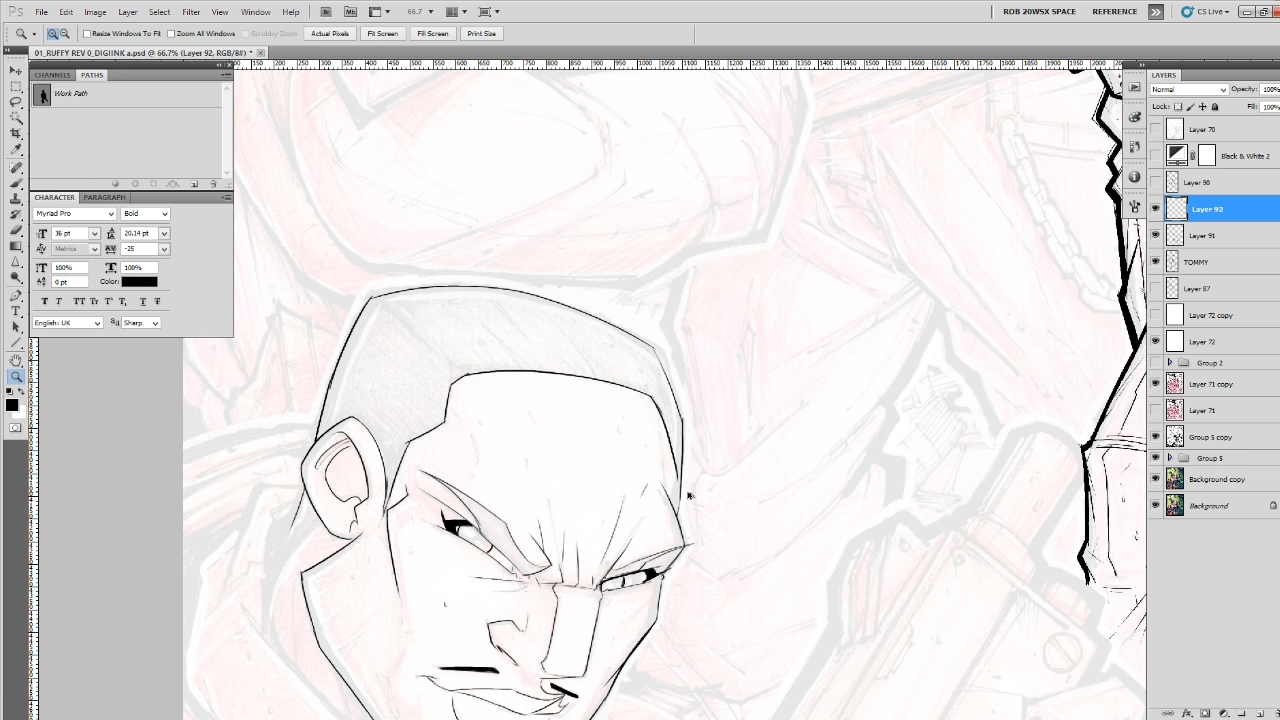 Ps File Edit Image Layer Select Filter View Window Help Br Mb 66.7 ROB 20WSX SPACE REFERENCE CS Live
Resize Windows To Fit Zoom All Windows Scrubby Zoom Actual Pixels Fit Screen Fill Screen Print Size
01_RUFFY REV 0_DIGIINK a.psd @ 66.7% (Layer 92, RGB/8#) *
CHANNELS PATHS
Work Path
CHARACTER PARAGRAPH
Myriad Pro Bold
36 pt 20,14 pt
Metrics -25
100% 100%
0 pt Color:
English: UK Sharp
LAYERS
Normal Opacity: 100%
Lock: Fill: 100%
Layer 70
Black & White 2
Layer 90
Layer 92
Layer 91
TOMMY
Layer 87
Layer 72 copy
Layer 72
Group 2
Layer 71 copy
Layer 71
Group 5 copy
Group 5
Background copy
Background